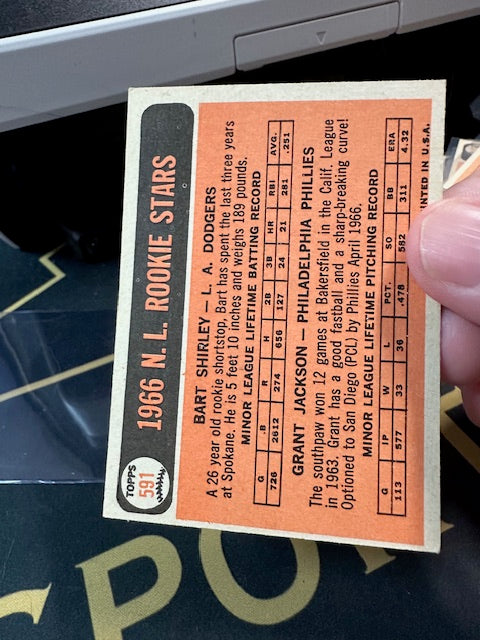 TOPPS
591
1966 N. L. ROOKIE STARS
BART SHIRLEY — L. A. DODGERS
A 26 year old rookie shortstop. Bart has spent the last three years
at Spokane. He is 5 feet 10 inches and weighs 189 pounds.
MINOR LEAGUE LIFETIME BATTING RECORD
G .B R H 2B 3B HR RBI AVG.
726 2612 274 656 127 24 21 281 .251
GRANT JACKSON — PHILADELPHIA PHILLIES
The southpaw won 12 games at Bakersfield in the Calif. League
in 1963. Grant has a good fastball and a sharp-breaking curve!
Optioned to San Diego (PCL) by Phillies April 1966.
MINOR LEAGUE LIFETIME PITCHING RECORD
G IP W L PCT. SO BB ERA
113 577 33 36 .478 582 311 4.32
NTED IN U.S.A.
SPO